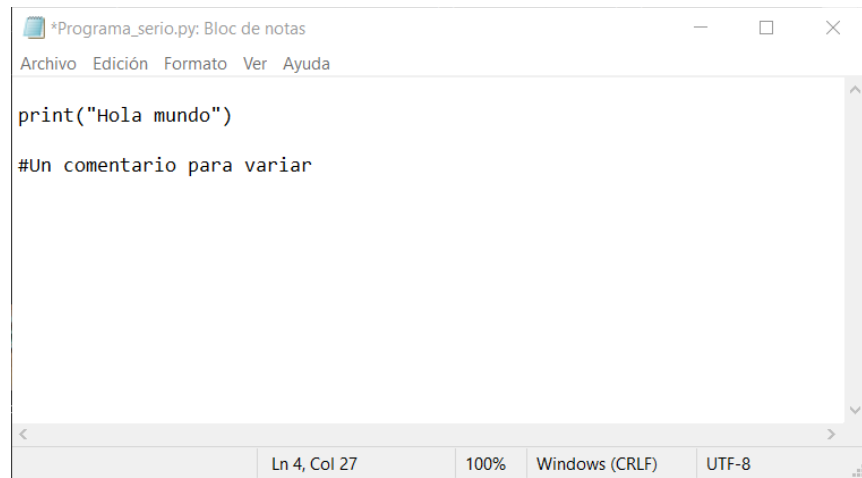 *Programa_serio.py: Bloc de notas
Archivo Edición Formato Ver Ayuda
print("Hola mundo")
#Un comentario para variar
Ln 4, Col 27 100% Windows (CRLF) UTF-8